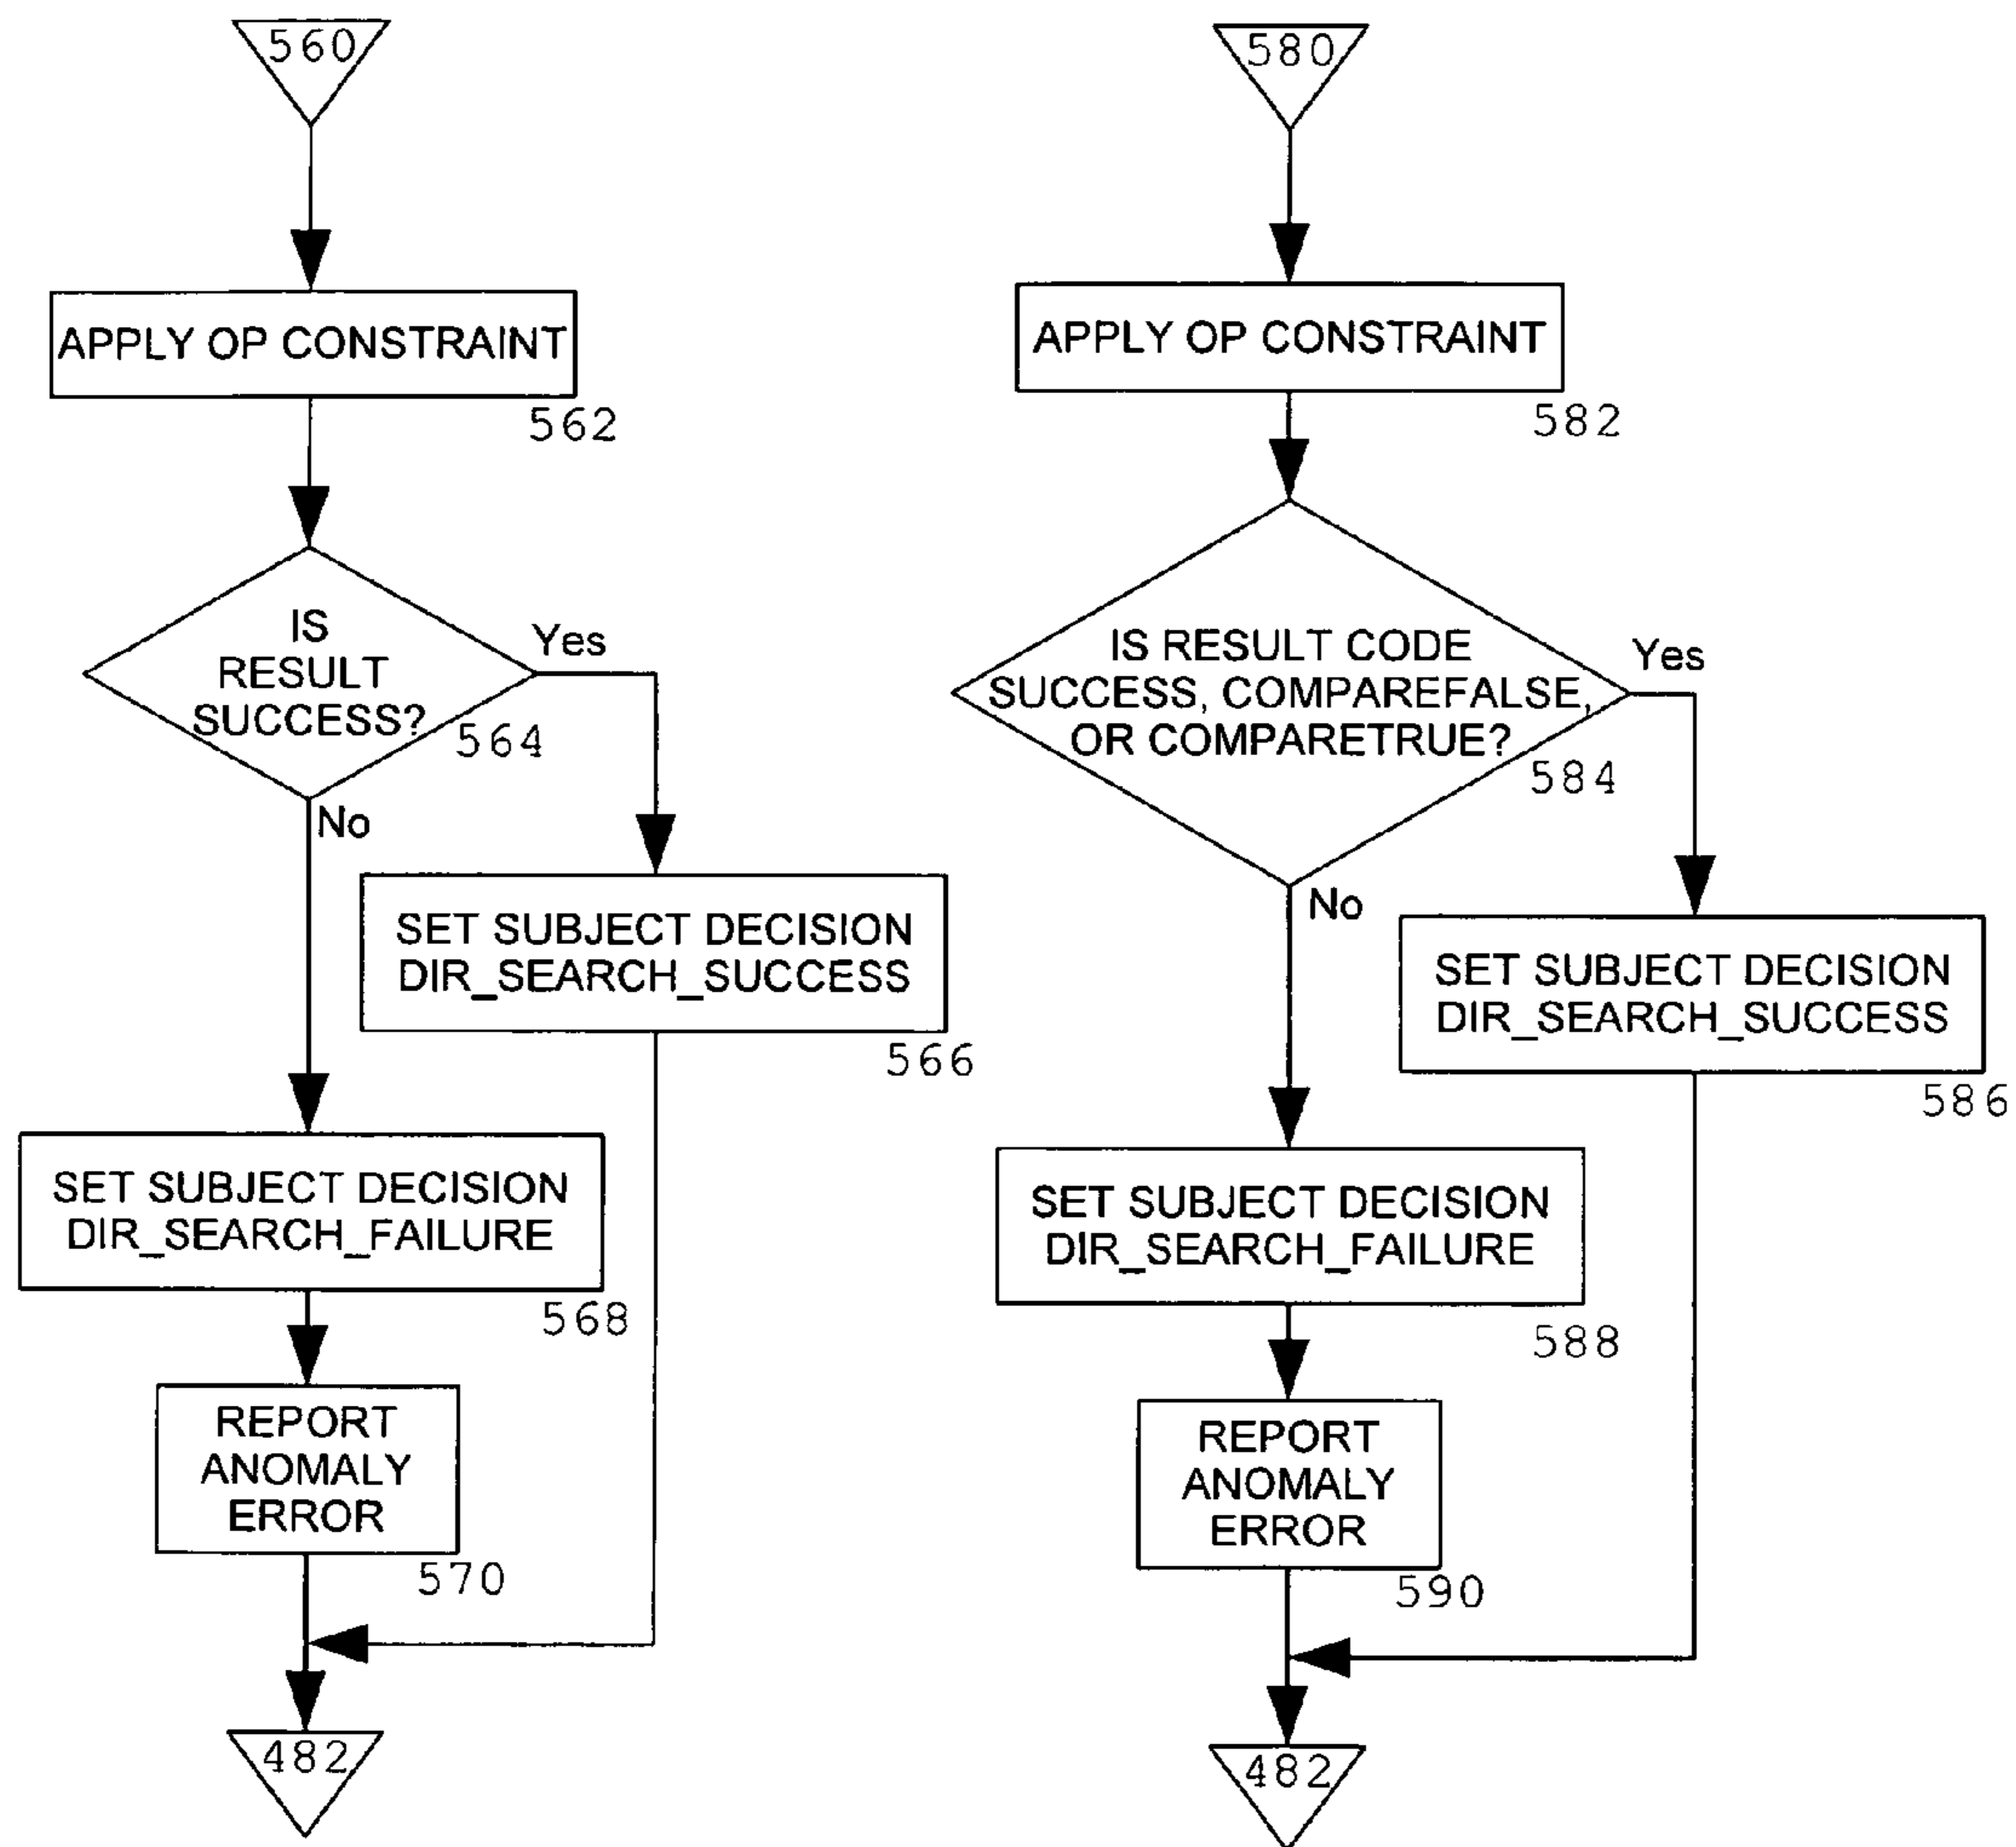 560
APPLY OP CONSTRAINT
562
IS
RESULT
SUCCESS?
564
Yes
No
SET SUBJECT DECISION
DIR_SEARCH_SUCCESS
566
SET SUBJECT DECISION
DIR_SEARCH_FAILURE
568
REPORT
ANOMALY
ERROR
570
482
580
APPLY OP CONSTRAINT
582
IS RESULT CODE
SUCCESS, COMPAREFALSE,
OR COMPARETRUE?
584
Yes
No
SET SUBJECT DECISION
DIR_SEARCH_SUCCESS
586
SET SUBJECT DECISION
DIR_SEARCH_FAILURE
588
REPORT
ANOMALY
ERROR
590
482